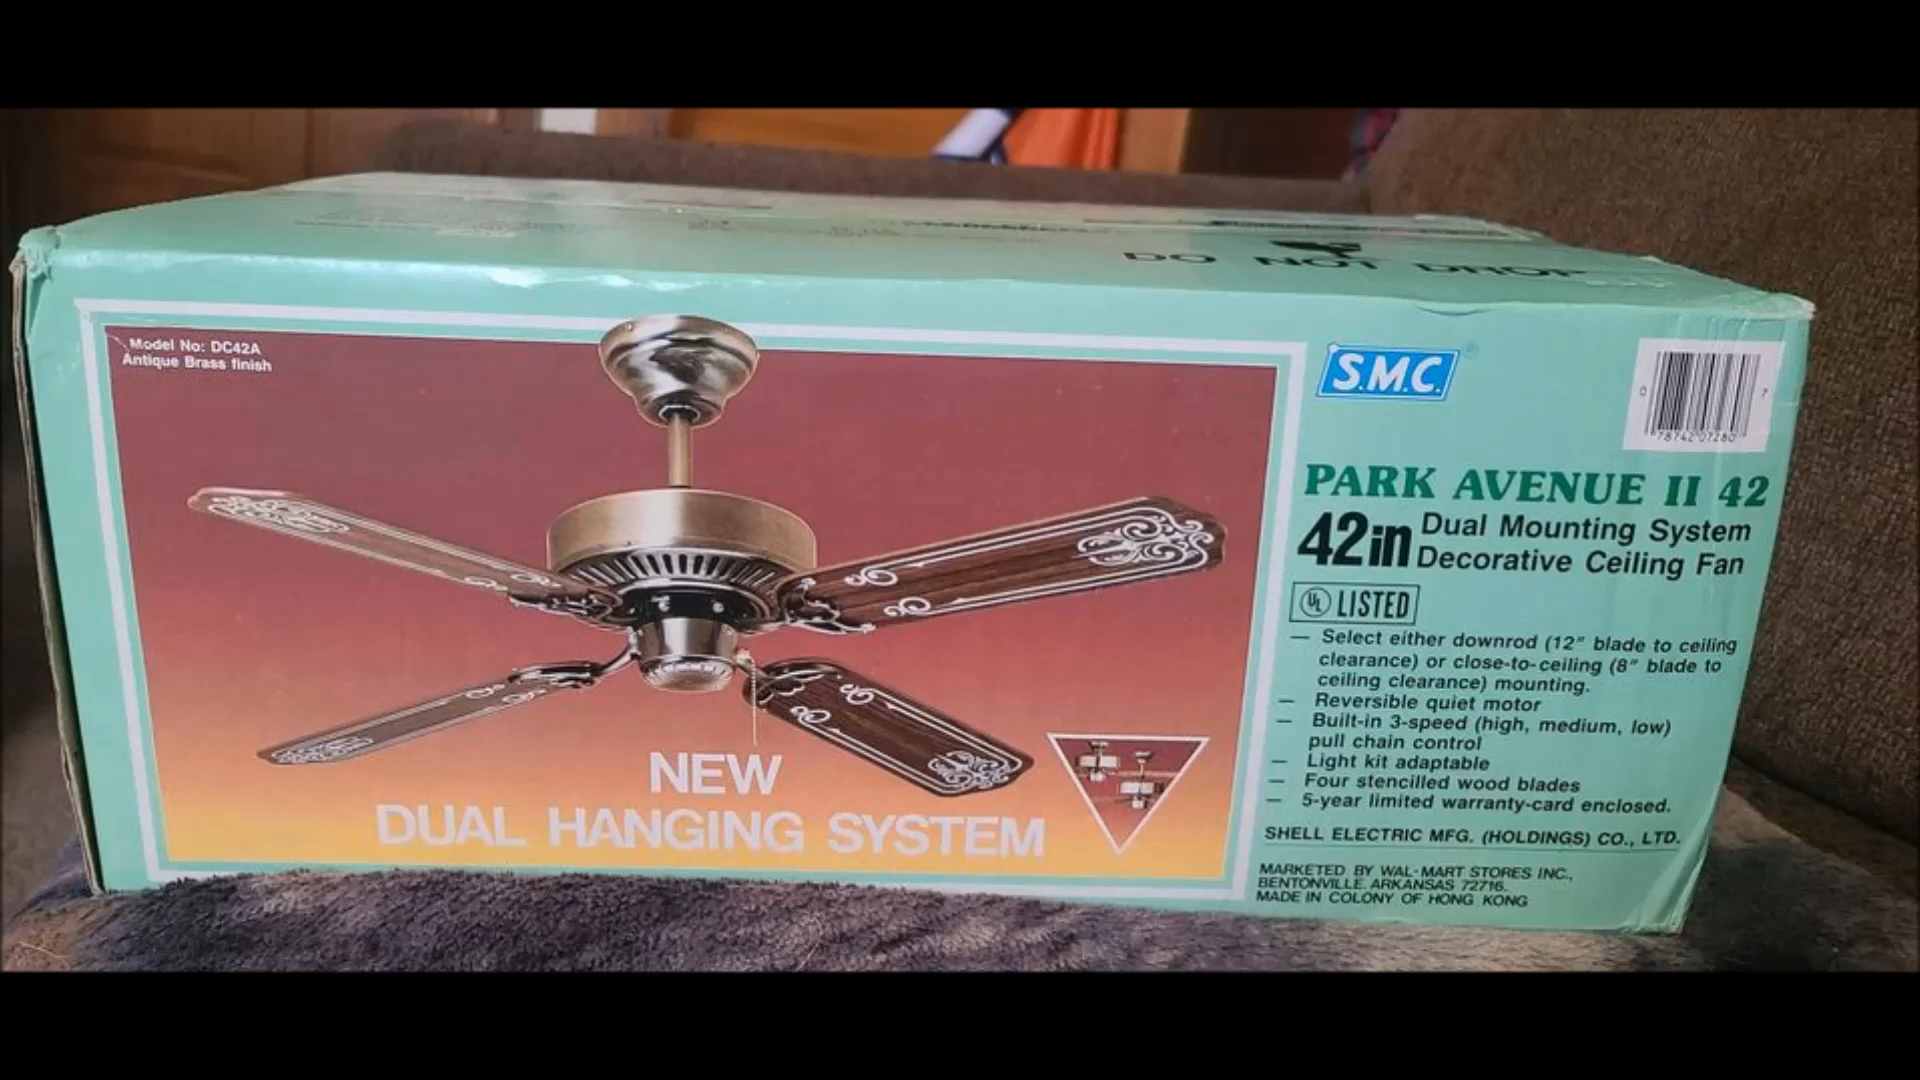 DO NOT DROP
Model No: DC42A
Antique Brass finish
NEW
DUAL HANGING SYSTEM
S.M.C.
0 78742 07280 7
PARK AVENUE II 42
42in Dual Mounting System
Decorative Ceiling Fan
UL LISTED
— Select either downrod (12" blade to ceiling
clearance) or close-to-ceiling (8" blade to
ceiling clearance) mounting.
— Reversible quiet motor
— Built-in 3-speed (high, medium, low)
pull chain control
— Light kit adaptable
— Four stencilled wood blades
— 5-year limited warranty-card enclosed.
SHELL ELECTRIC MFG. (HOLDINGS) CO., LTD.
MARKETED BY WAL-MART STORES INC.,
BENTONVILLE, ARKANSAS 72716.
MADE IN COLONY OF HONG KONG